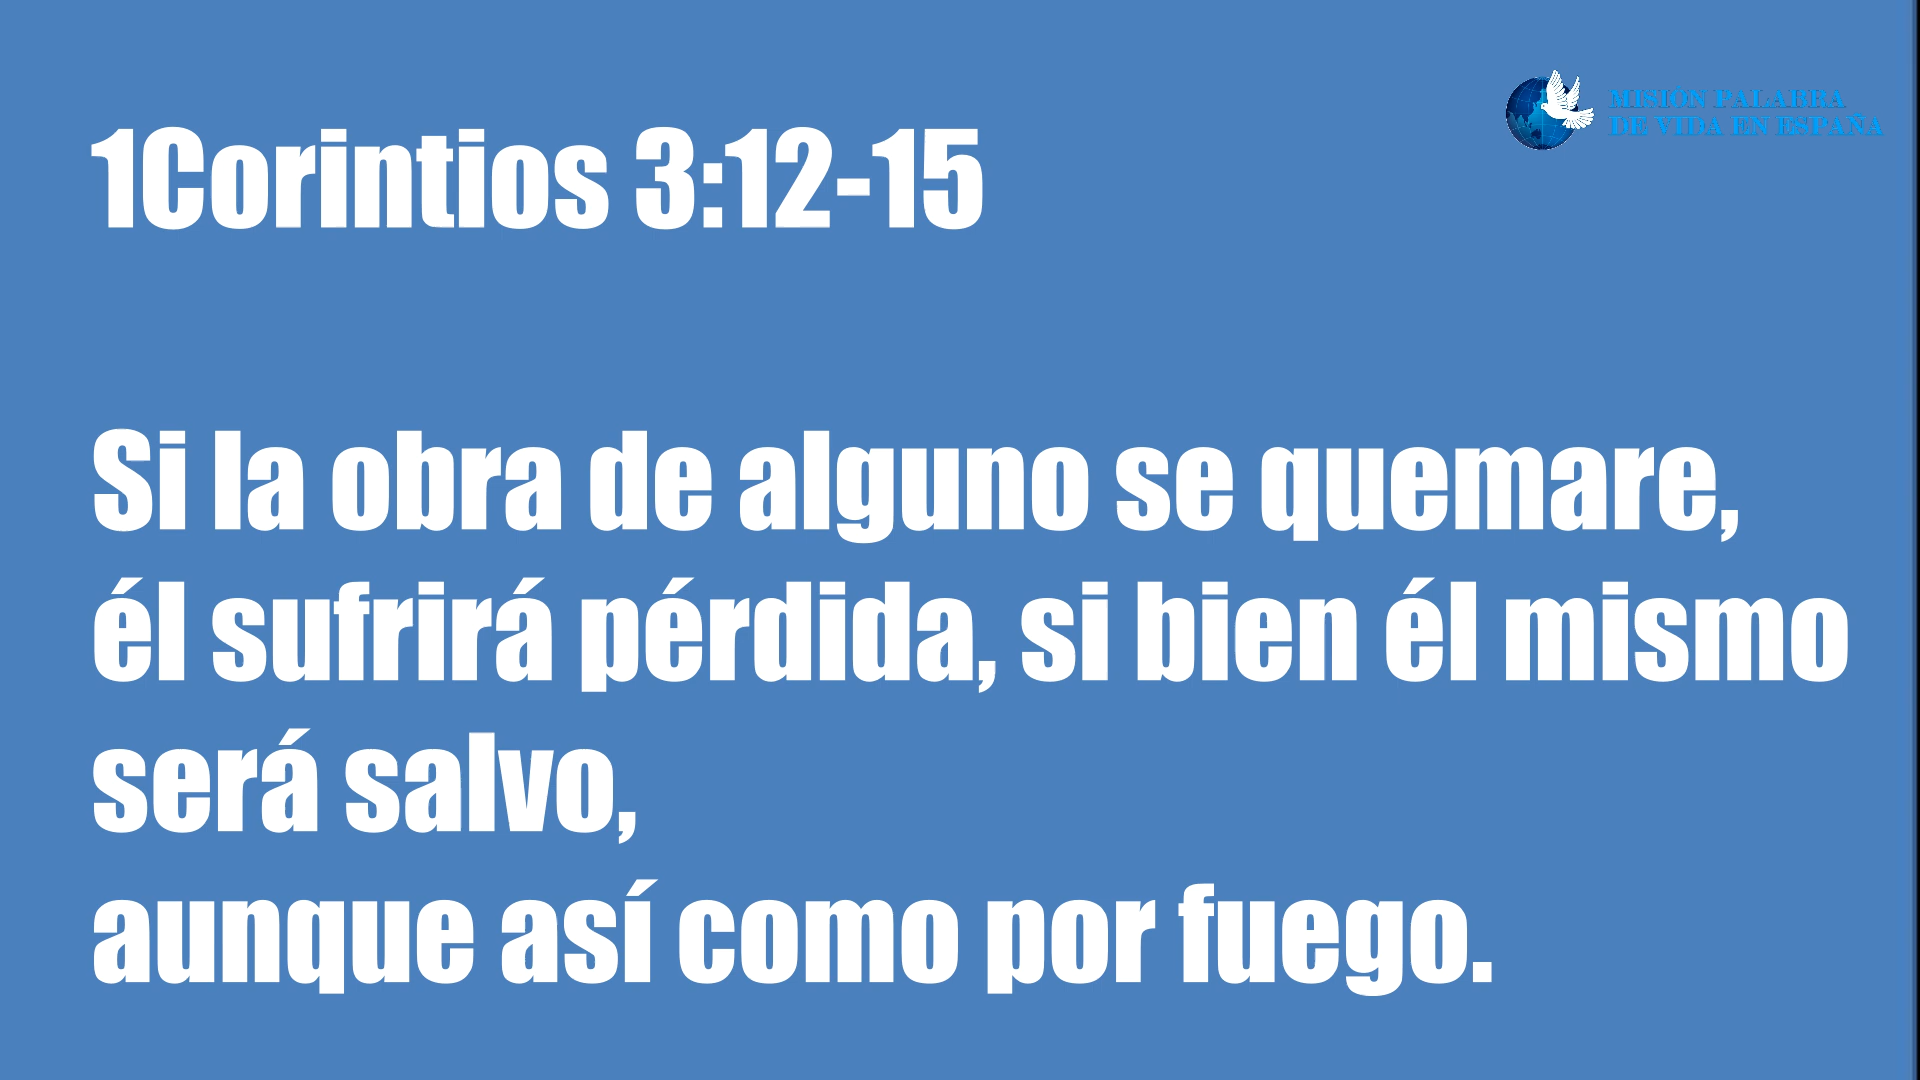 MISIÓN PALABRA
DE VIDA EN ESPAÑA
1Corintios 3:12-15
Si la obra de alguno se quemare,
él sufrirá pérdida, si bien él mismo
será salvo,
aunque así como por fuego.